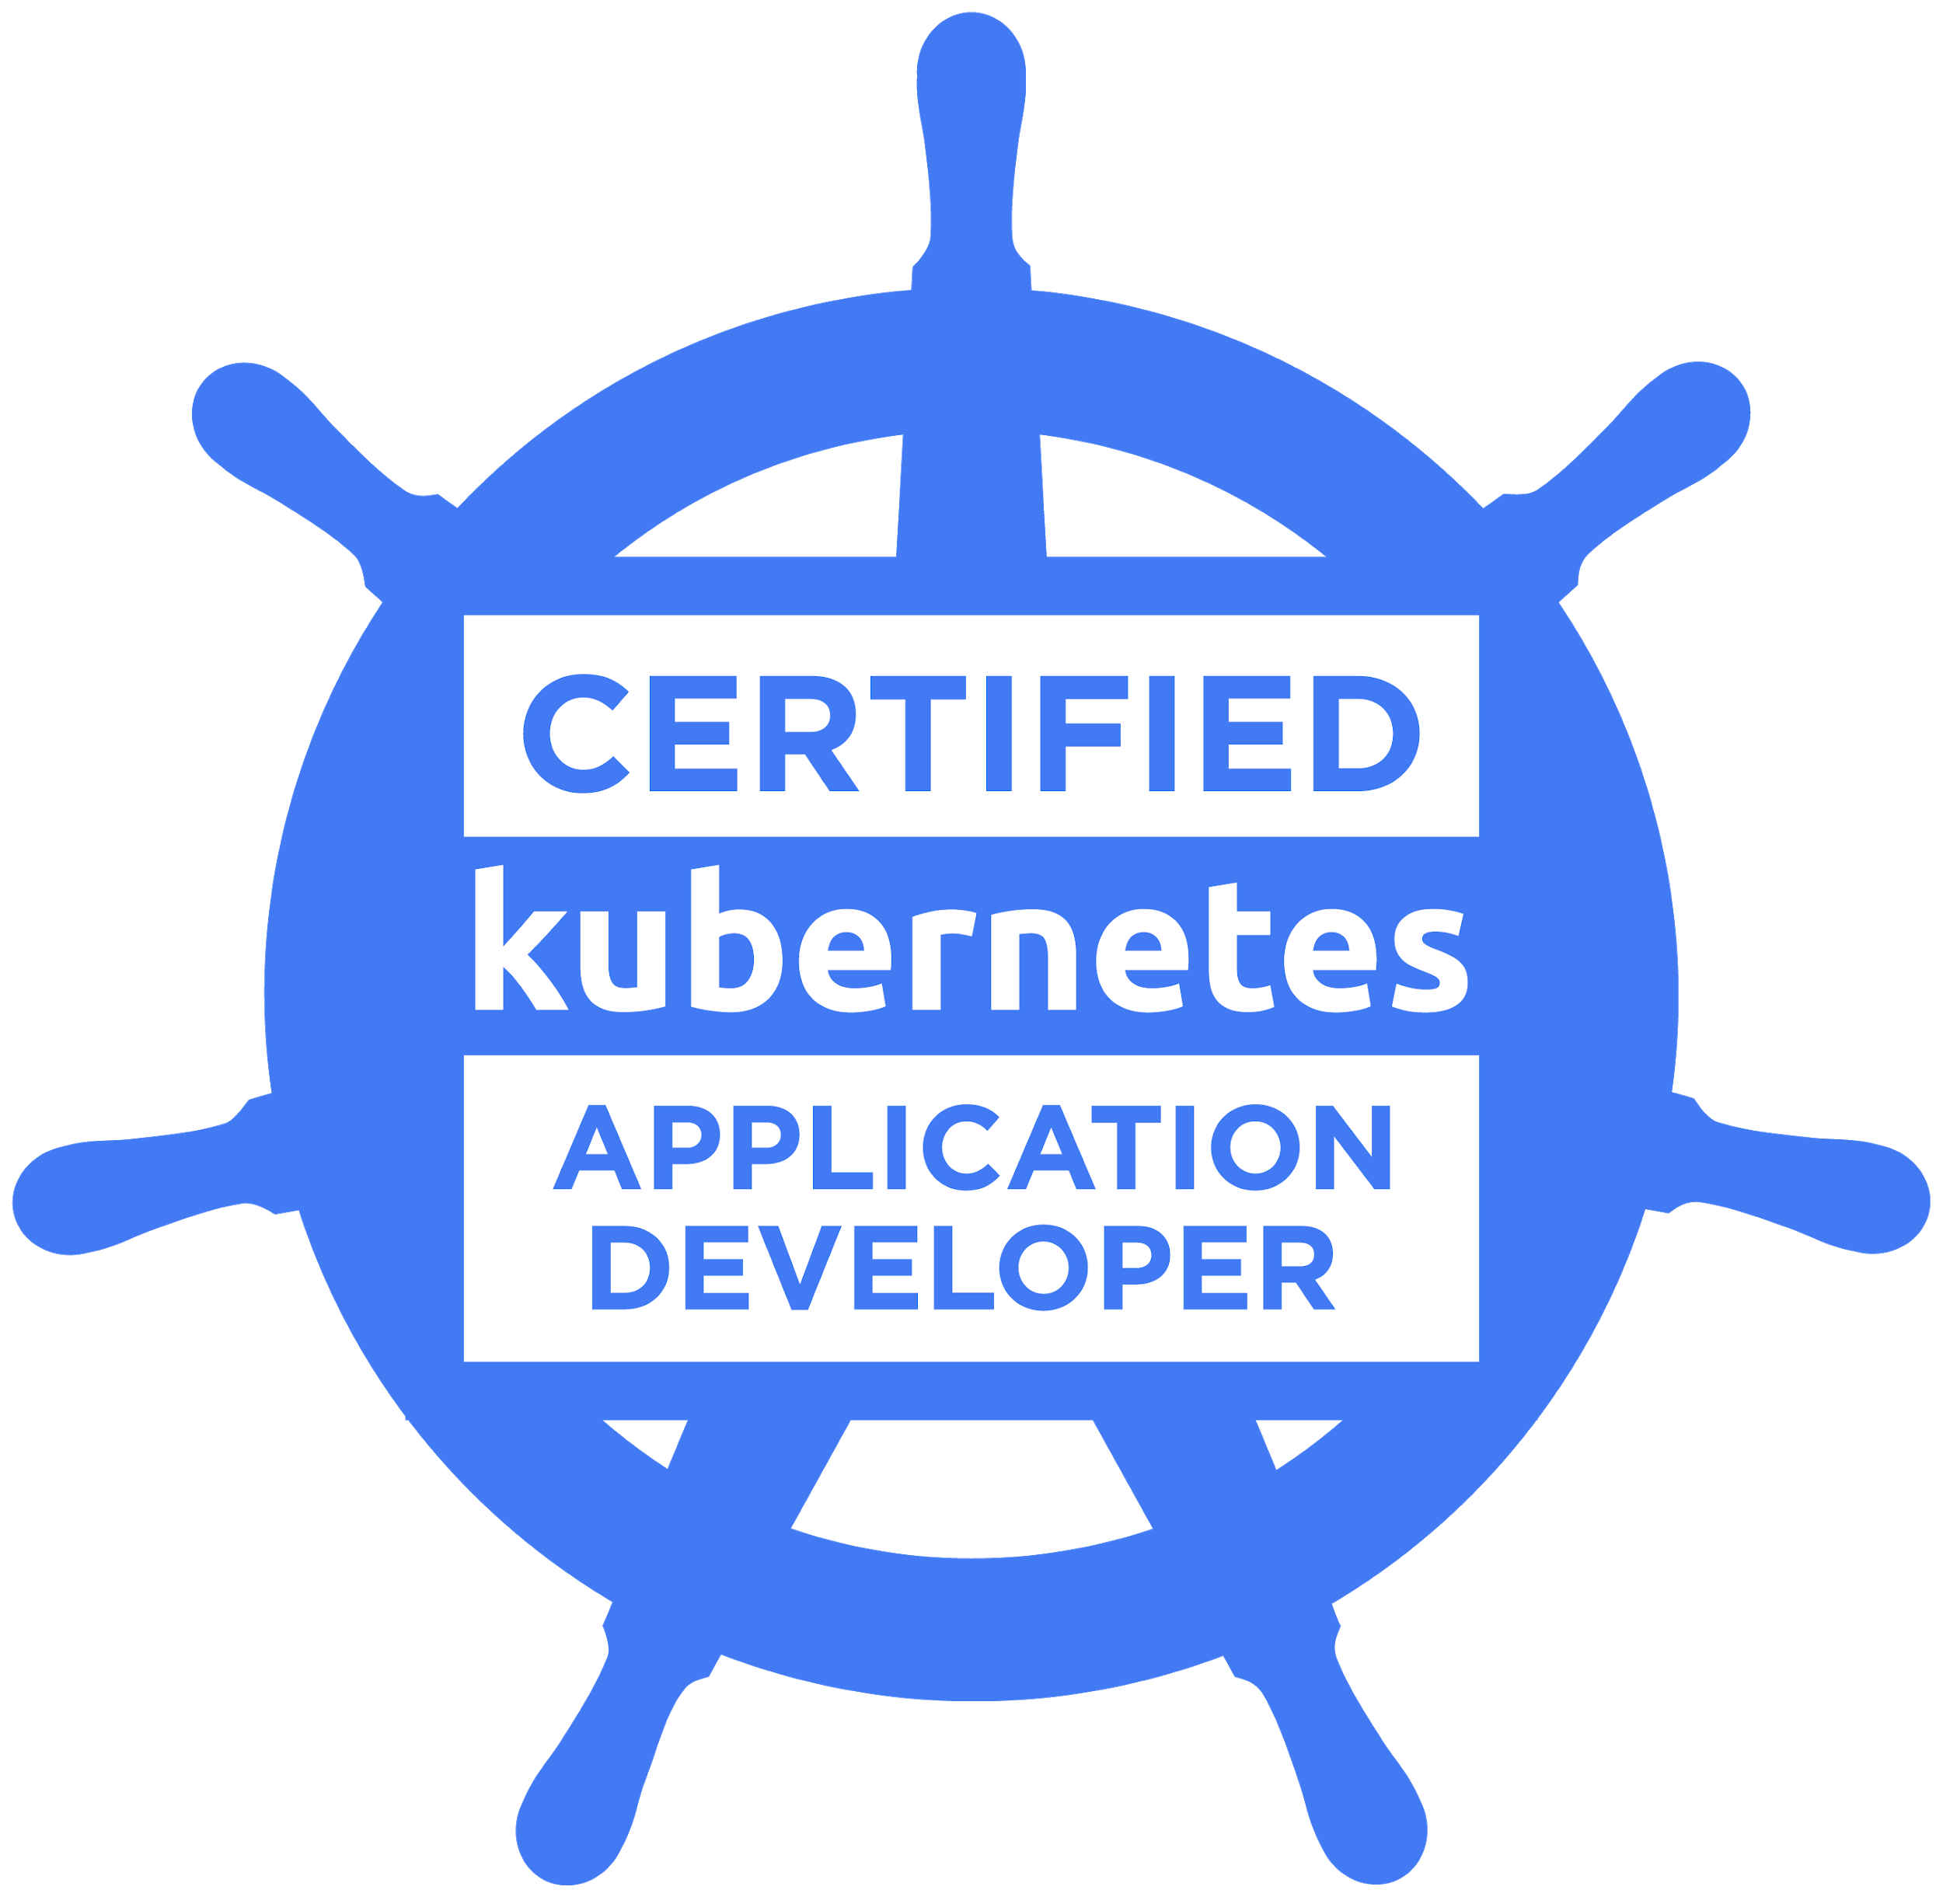 CERTIFIED
kubernetes
APPLICATION
DEVELOPER